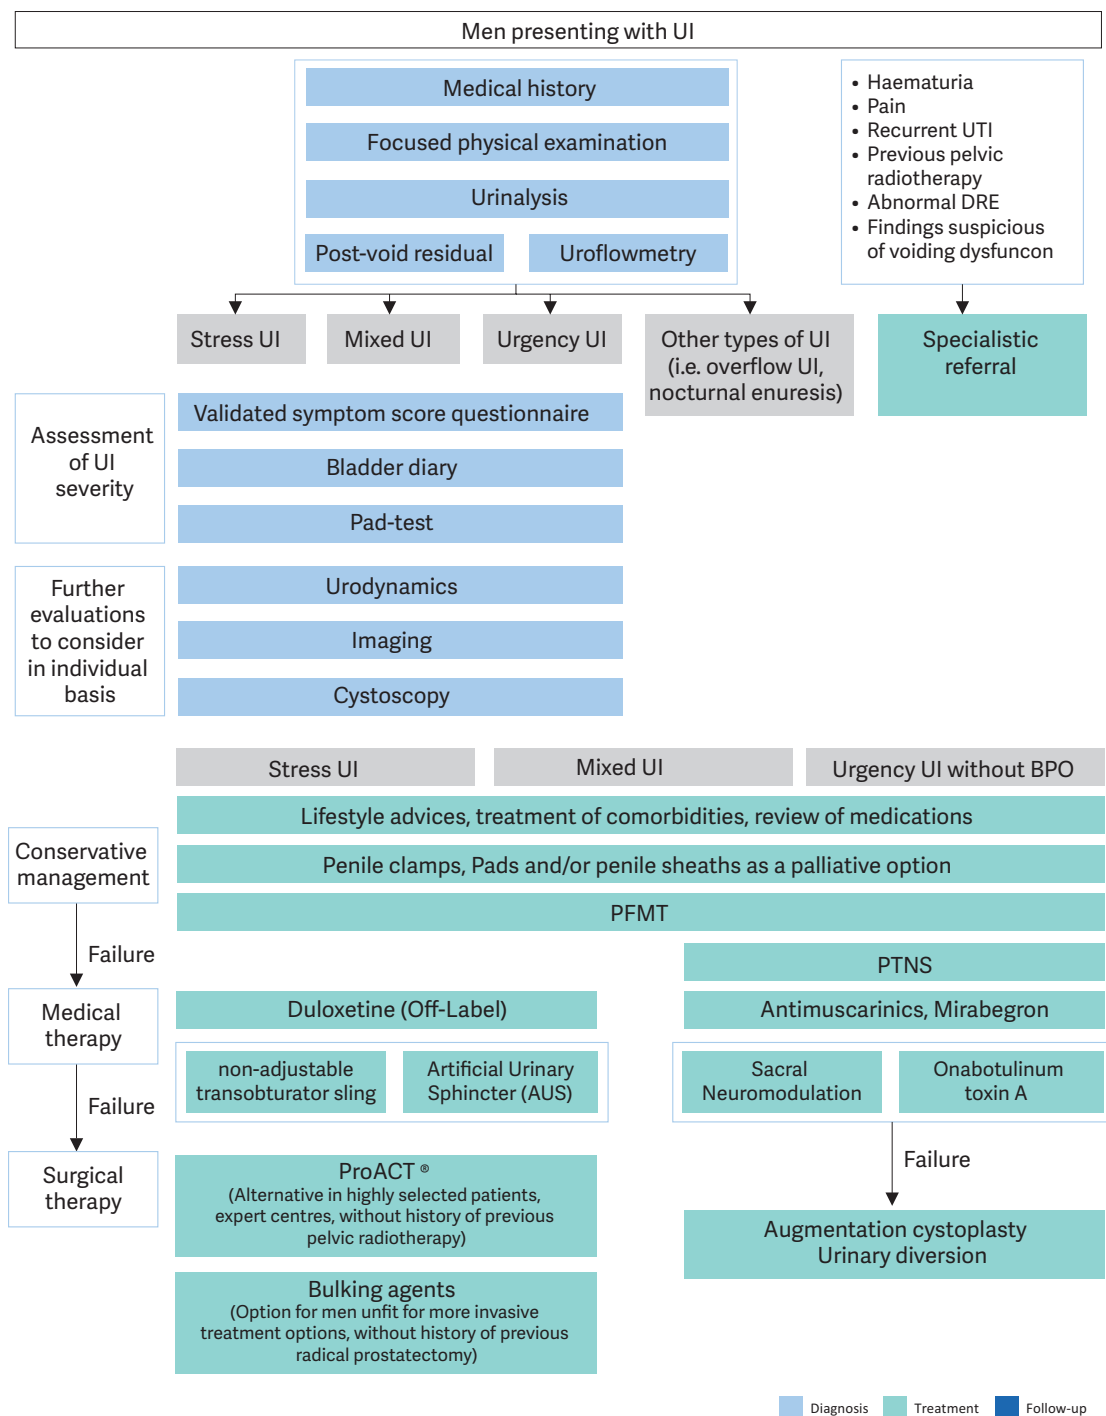 Men presenting with UI
Medical history
Focused physical examination
Urinalysis
Post-void residual
Uroflowmetry
• Haematuria
• Pain
• Recurrent UTI
• Previous pelvic
radiotherapy
• Abnormal DRE
• Findings suspicious
of voiding dysfuncon
Stress UI
Mixed UI
Urgency UI
Other types of UI
(i.e. overflow UI,
nocturnal enuresis)
Specialistic
referral
Assessment
of UI
severity
Validated symptom score questionnaire
Bladder diary
Pad-test
Further
evaluations
to consider
in individual
basis
Urodynamics
Imaging
Cystoscopy
Stress UI
Mixed UI
Urgency UI without BPO
Conservative
management
Lifestyle advices, treatment of comorbidities, review of medications
Penile clamps, Pads and/or penile sheaths as a palliative option
PFMT
Failure
PTNS
Medical
therapy
Duloxetine (Off-Label)
Antimuscarinics, Mirabegron
non-adjustable
transobturator sling
Artificial Urinary
Sphincter (AUS)
Sacral
Neuromodulation
Onabotulinum
toxin A
Failure
Failure
Surgical
therapy
ProACT ®
(Alternative in highly selected patients,
expert centres, without history of previous
pelvic radiotherapy)
Augmentation cystoplasty
Urinary diversion
Bulking agents
(Option for men unfit for more invasive
treatment options, without history of previous
radical prostatectomy)
Diagnosis
Treatment
Follow-up